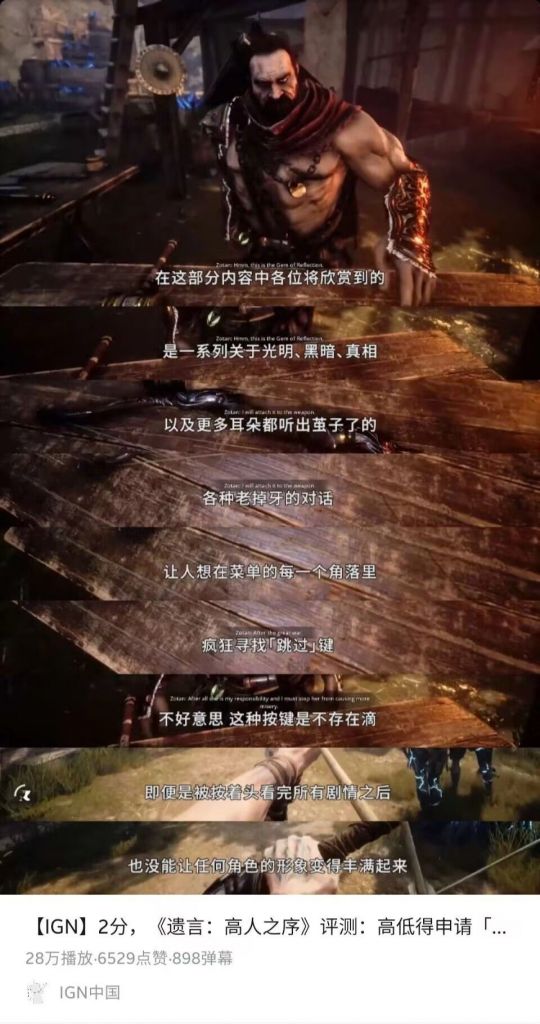 Zotan: Hmm, this is the Gem of Reflection.
在这部分内容中各位将欣赏到的
Zotan: Hmm, this is the Gem of Reflection.
是一系列关于光明、黑暗、真相
Zotan: I will attach it to the weapon.
以及更多耳朵都听出茧子了的
Zotan: I will attach it to the weapon.
各种老掉牙的对话
让人想在菜单的每一个角落里
Zotan: After the great war
疯狂寻找「跳过」键
Zotan: After all she is my responsibility and I must stop her from causing more
misery.
不好意思 这种按键是不存在滴
即便是被按着头看完所有剧情之后
也没能让任何角色的形象变得丰满起来
【IGN】2分，《遗言：高人之序》评测：高低得申请「...
28万播放·6529点赞·898弹幕
IGN中国